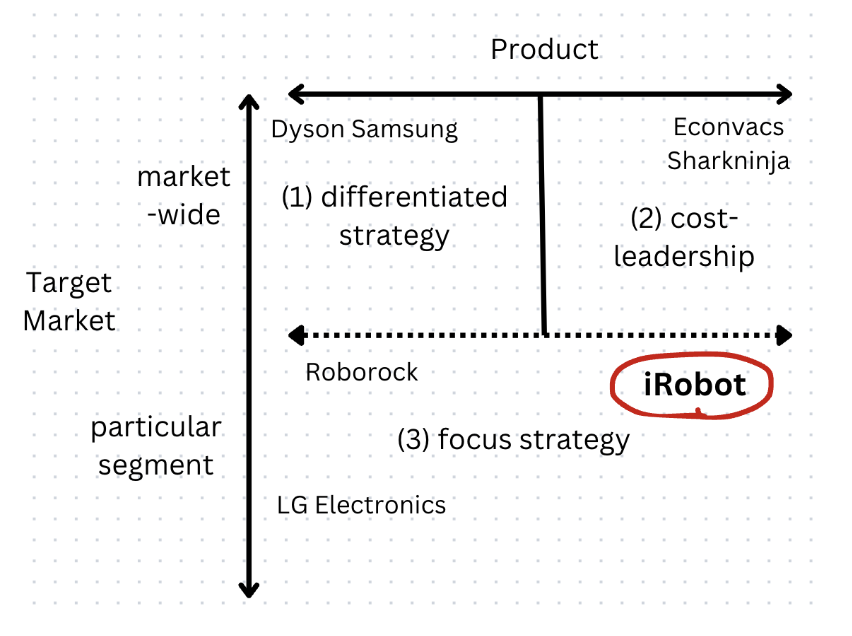 Product
Dyson Samsung
Econvacs
Sharkninja
market
-wide
(1) differentiated
strategy
(2) cost-
leadership
Target
Market
Roborock
iRobot
particular
segment
(3) focus strategy
LG Electronics